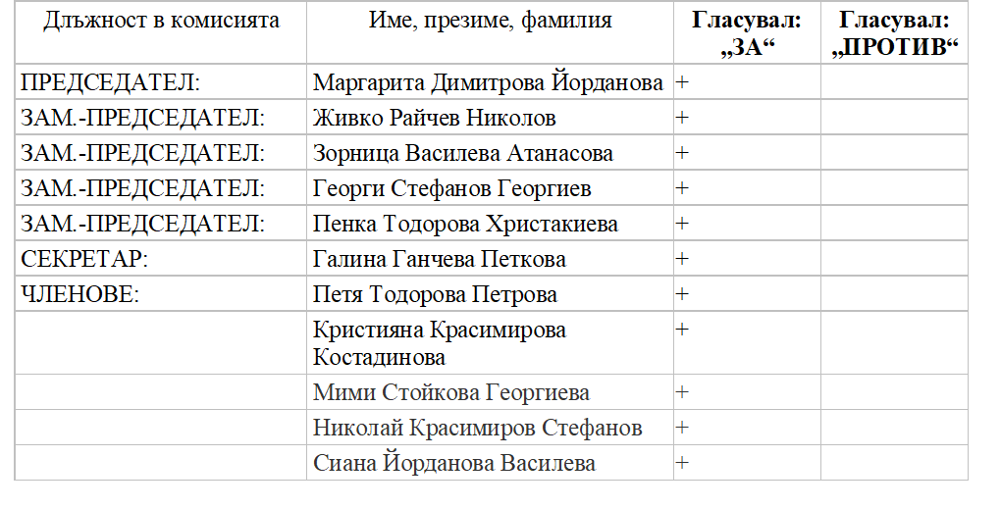 Длъжност в комисията Име, презиме, фамилия Гласувал: Гласувал:
„ЗА“ „ПРОТИВ“
ПРЕДСЕДАТЕЛ: Маргарита Димитрова Йорданова +
ЗАМ.-ПРЕДСЕДАТЕЛ: Живко Райчев Николов +
ЗАМ.-ПРЕДСЕДАТЕЛ: Зорница Василева Атанасова +
ЗАМ.-ПРЕДСЕДАТЕЛ: Георги Стефанов Георгиев +
ЗАМ.-ПРЕДСЕДАТЕЛ: Пенка Тодорова Христакиева +
СЕКРЕТАР: Галина Ганчева Петкова +
ЧЛЕНОВЕ: Петя Тодорова Петрова +
Кристияна Красимирова +
Костадинова
Мими Стойкова Георгиева +
Николай Красимиров Стефанов +
Сиана Йорданова Василева +